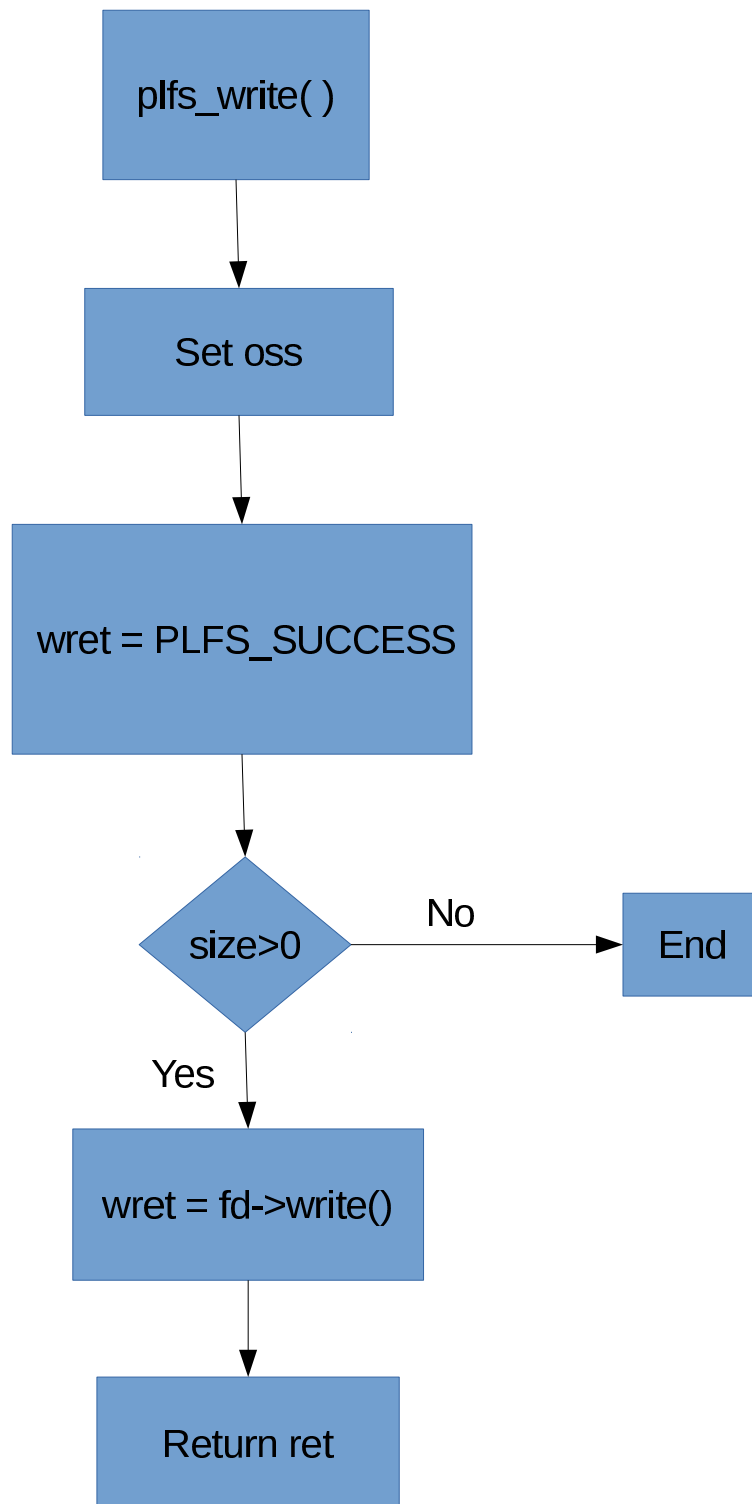 plfs_write( )
Set oss
wret = PLFS_SUCCESS
size>0
No
End
Yes
wret = fd->write()
Return ret